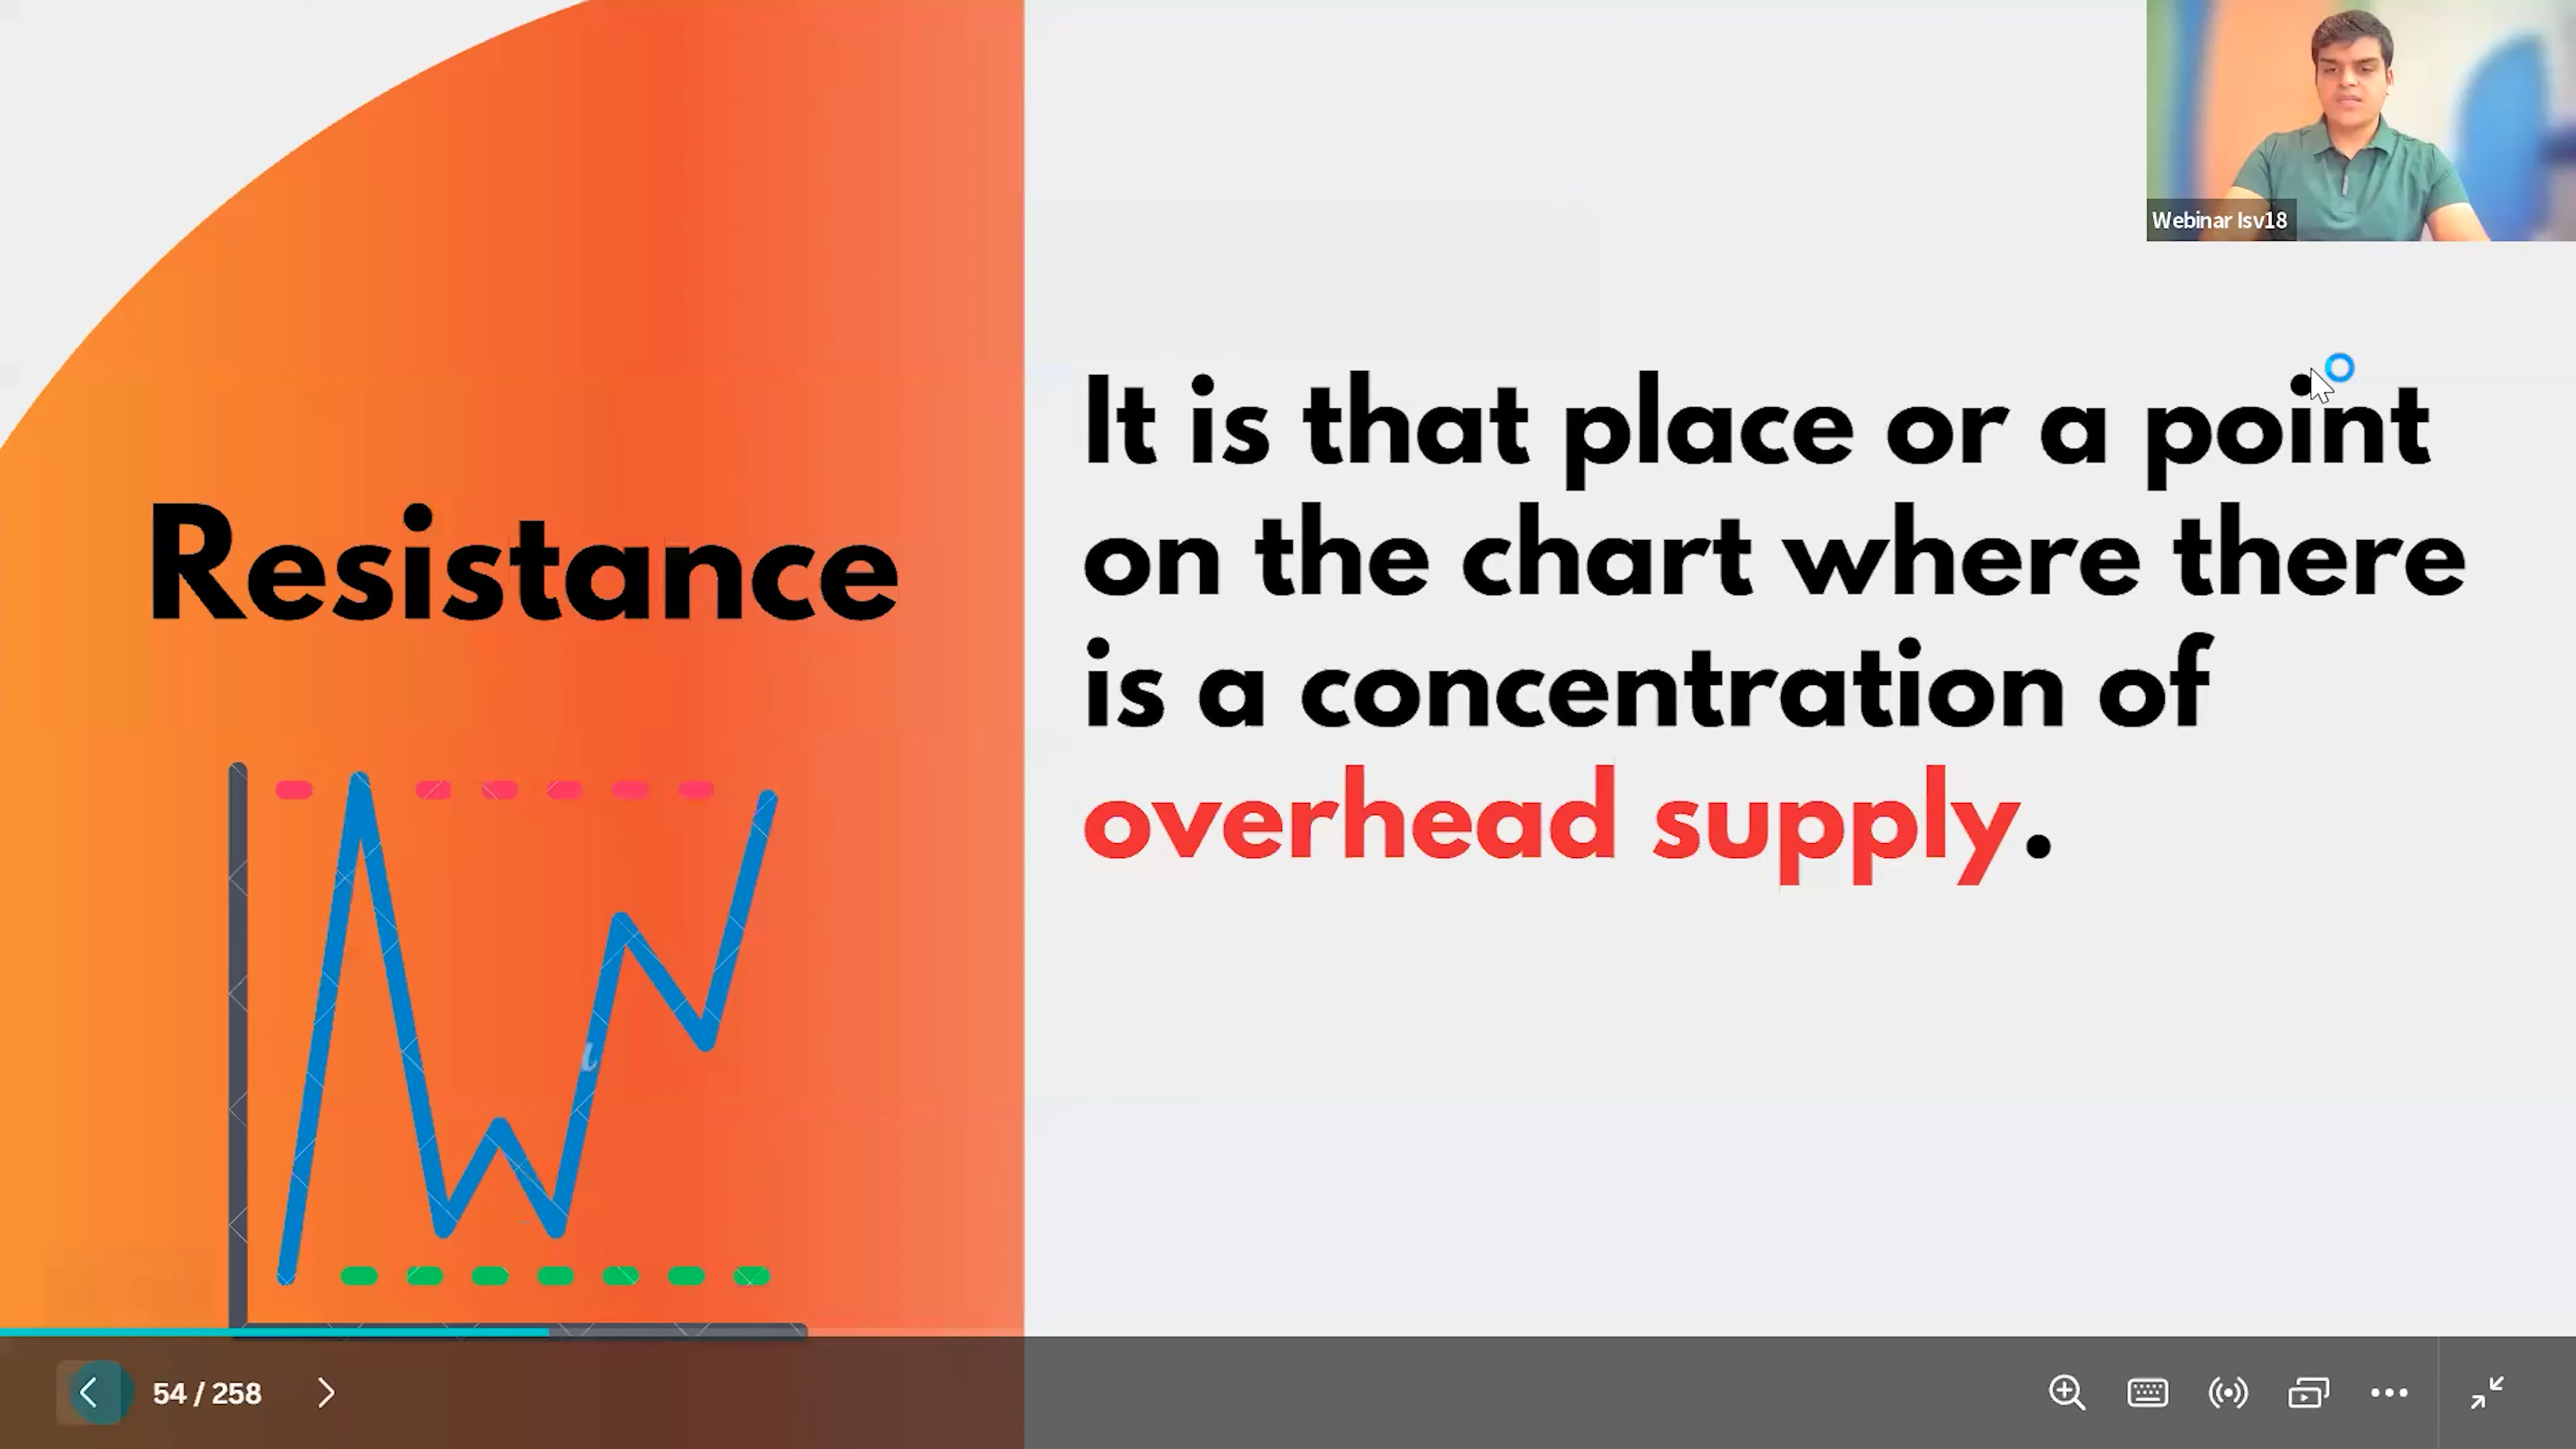 Webinar lsv18
Resistance
It is that place or a point
on the chart where there
is a concentration of
overhead supply.
54 / 258